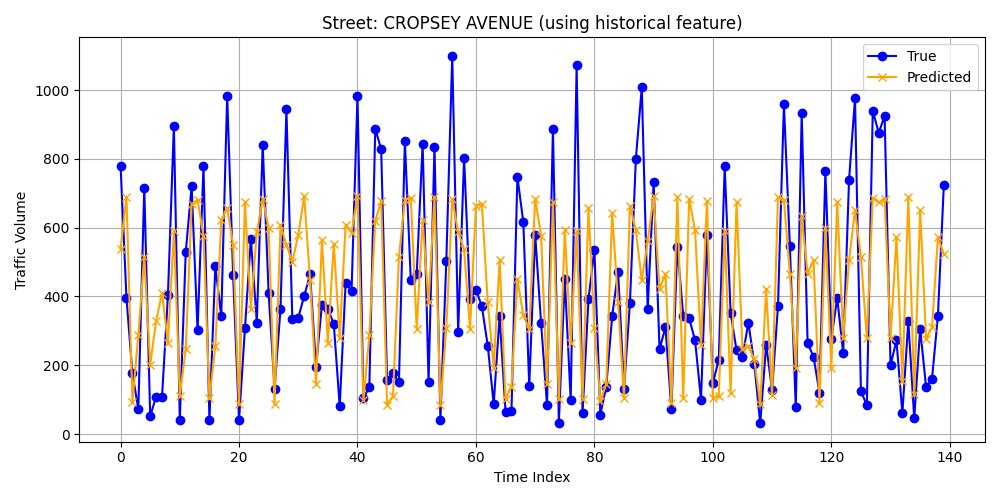 Street: CROPSEY AVENUE (using historical feature)
True
Predicted
Traffic Volume
1000
800
600
400
200
0
0 20 40 60 80 100 120 140
Time Index